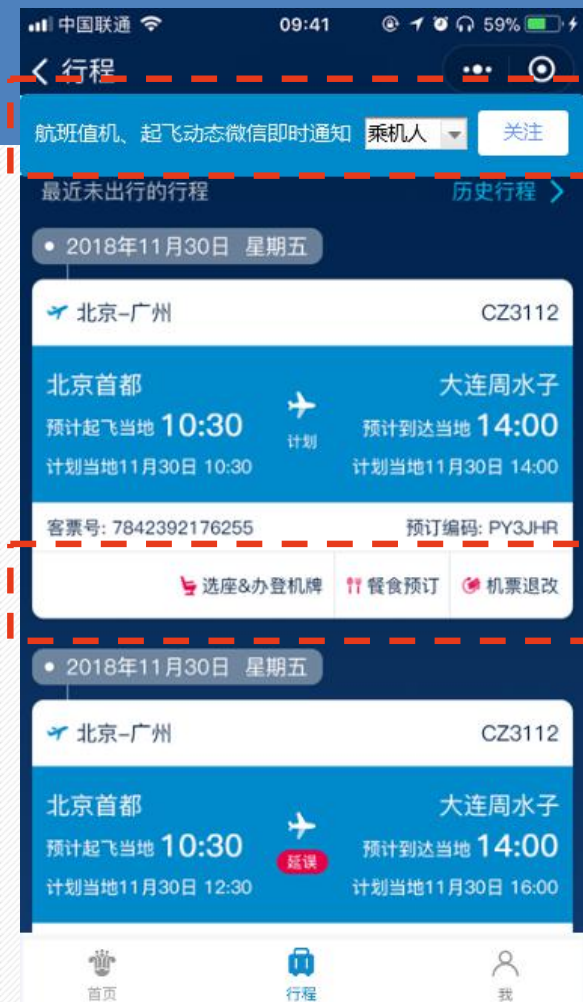 中国联通 09:41 59%
行程
航班值机、起飞动态微信即时通知 乘机人 关注
最近未出行的行程 历史行程
2018年11月30日 星期五
北京-广州 CZ3112
北京首都 大连周水子
预计起飞当地 10:30 计划 预计到达当地 14:00
计划当地11月30日 10:30 计划当地11月30日 14:00
客票号: 7842392176255 预订编码: PY3JHR
选座&办登机牌 餐食预订 机票退改
2018年11月30日 星期五
北京-广州 CZ3112
北京首都 大连周水子
预计起飞当地 10:30 延误 预计到达当地 14:00
计划当地11月30日 12:30 计划当地11月30日 16:00
首页 行程 我